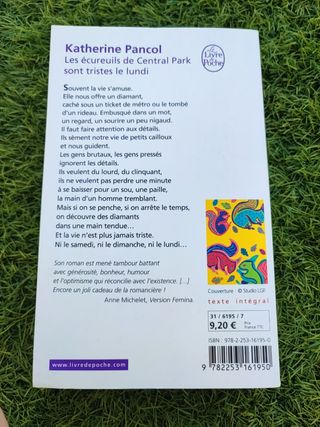 Le Livre
de Poche
Katherine Pancol
Les écureuils de Central Park
sont tristes le lundi
Souvent la vie s'amuse.
Elle nous offre un diamant,
caché sous un ticket de métro ou le tombé
d'un rideau. Embusqué dans un mot,
un regard, un sourire un peu nigaud.
Il faut faire attention aux détails.
Ils sèment notre vie de petits cailloux
et nous guident.
Les gens brutaux, les gens pressés
ignorent les détails.
Ils veulent du lourd, du clinquant,
ils ne veulent pas perdre une minute
à se baisser pour un sou, une paille,
la main d'un homme tremblant.
Mais si on se penche, si on arrête le temps,
on découvre des diamants
dans une main tendue…
Et la vie n'est plus jamais triste.
Ni le samedi, ni le dimanche, ni le lundi…
Son roman est mené tambour battant
avec générosité, bonheur, humour
et l'optimisme qui réconcilie avec l'existence. […]
Encore un joli cadeau de la romancière !
Anne Michelet, Version Femina.
Couverture : © Studio LGF.
texte intégral
31 / 6195 / 7
9,20 € Prix France TTC
ISBN : 978-2-253-16195-0
9 782253 161950
www.livredepoche.com